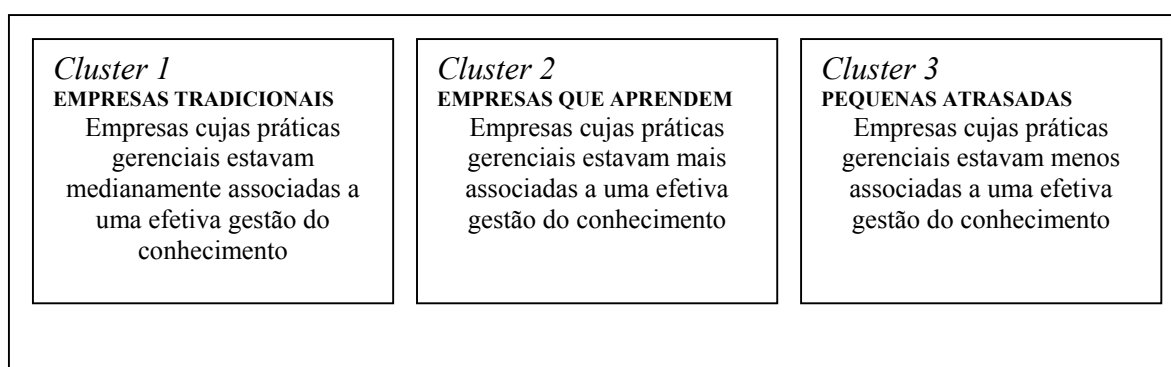 Cluster 1
EMPRESAS TRADICIONAIS
Empresas cujas práticas
gerenciais estavam
medianamente associadas a
uma efetiva gestão do
conhecimento
Cluster 2
EMPRESAS QUE APRENDEM
Empresas cujas práticas
gerenciais estavam mais
associadas a uma efetiva
gestão do conhecimento
Cluster 3
PEQUENAS ATRASADAS
Empresas cujas práticas
gerenciais estavam menos
associadas a uma efetiva
gestão do conhecimento